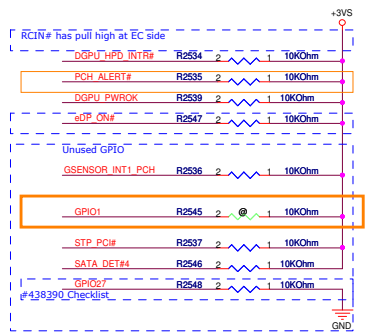 +3VS
RCIN# has pull high at EC side
DGPU_HPD_INTR# R2534 2 1 10KOhm
PCH_ALERT# R2535 2 1 10KOhm
DGPU_PWROK R2539 2 1 10KOhm
eDP_ON# R2547 2 1 10KOhm
Unused GPIO
GSENSOR_INT1_PCH R2536 2 1 10KOhm
GPIO1 R2545 2 @ 1 10KOhm
STP_PCI# R2537 2 1 10KOhm
SATA_DET#4 R2546 2 1 10KOhm
GPIO27 R2548 2 1 10KOhm
#438390 Checklist
GND